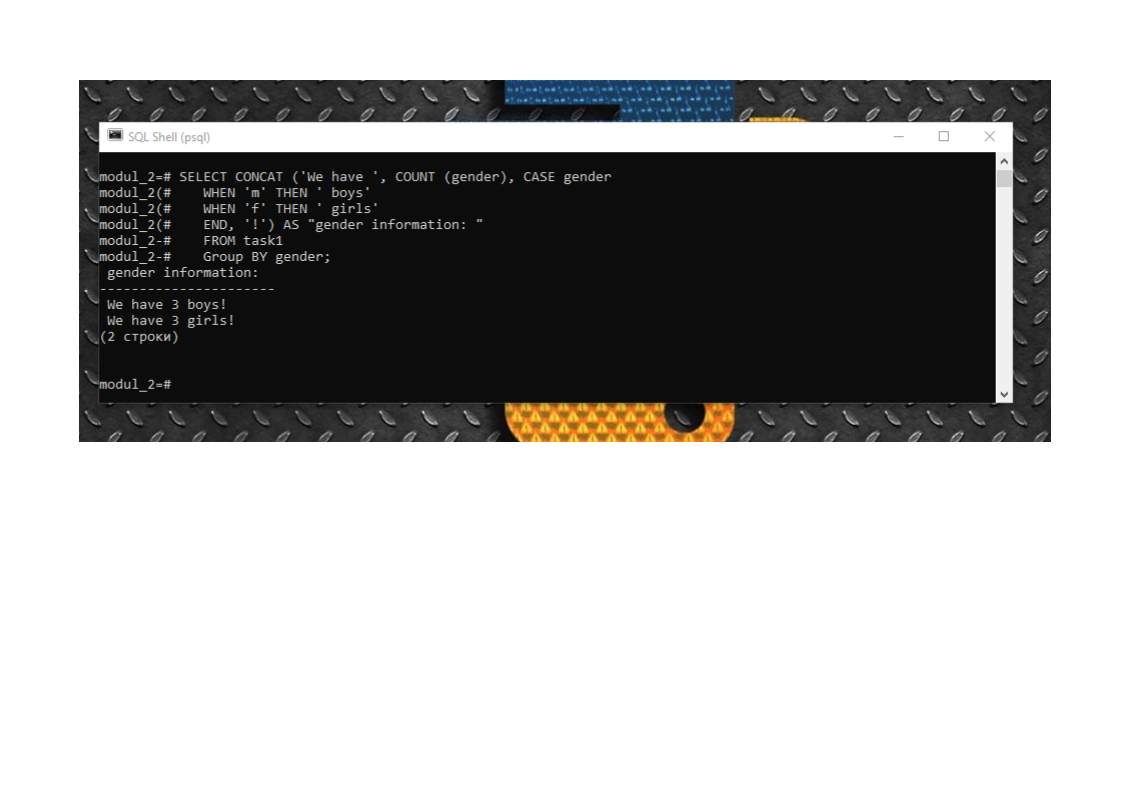 SQL Shell (psql)
modul_2=# SELECT CONCAT ('We have ', COUNT (gender), CASE gender
modul_2(#    WHEN 'm' THEN ' boys'
modul_2(#    WHEN 'f' THEN ' girls'
modul_2(#    END, '!') AS "gender information: "
modul_2-#    FROM task1
modul_2-#    Group BY gender;
 gender information:
----------------------
 We have 3 boys!
 We have 3 girls!
(2 строки)
modul_2=#